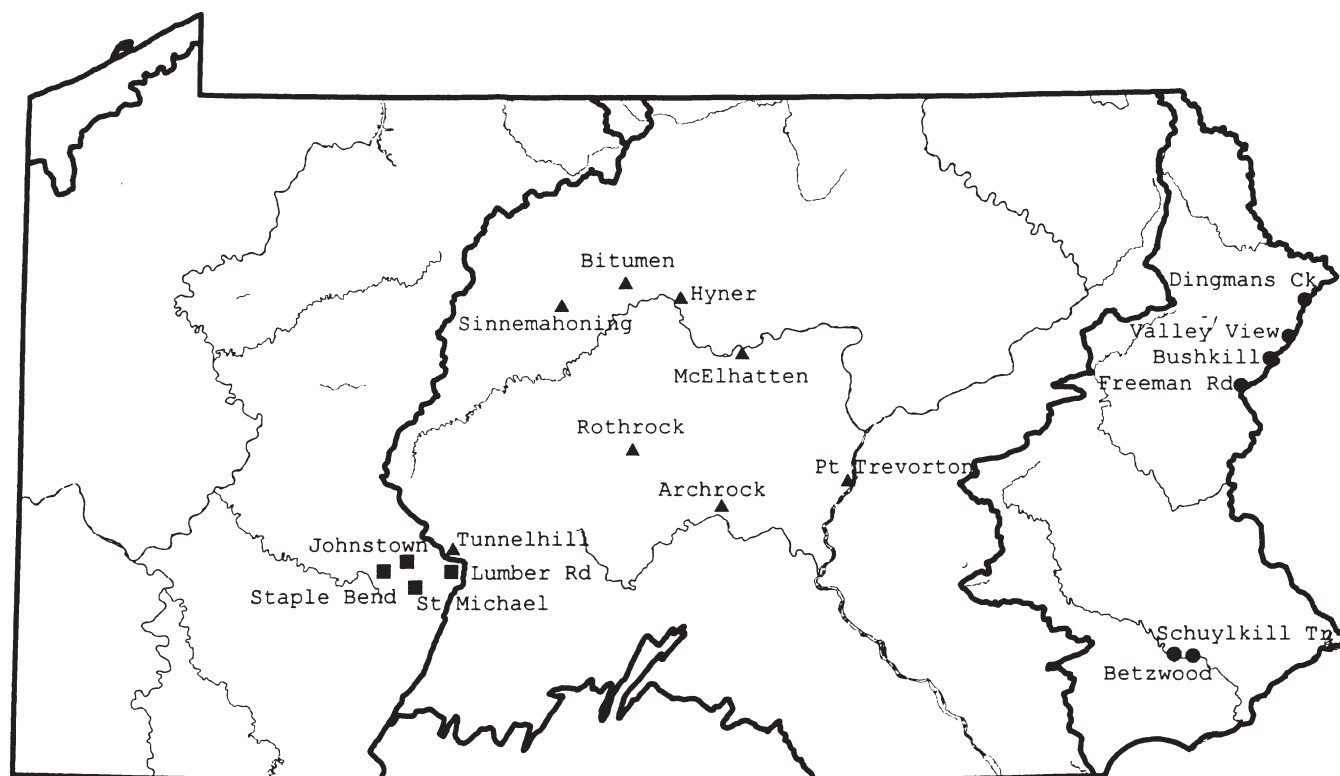 Bitumen
Dingmans Ck
Hyner
Sinnemahoning
Valley View
Bushkill
McElhatten
Freeman Rd
Rothrock
Pt Trevorton
Archrock
Tunnelhill
Johnstown
Lumber Rd
Staple Bend
St Michael
Schuylkill Tr
Betzwood